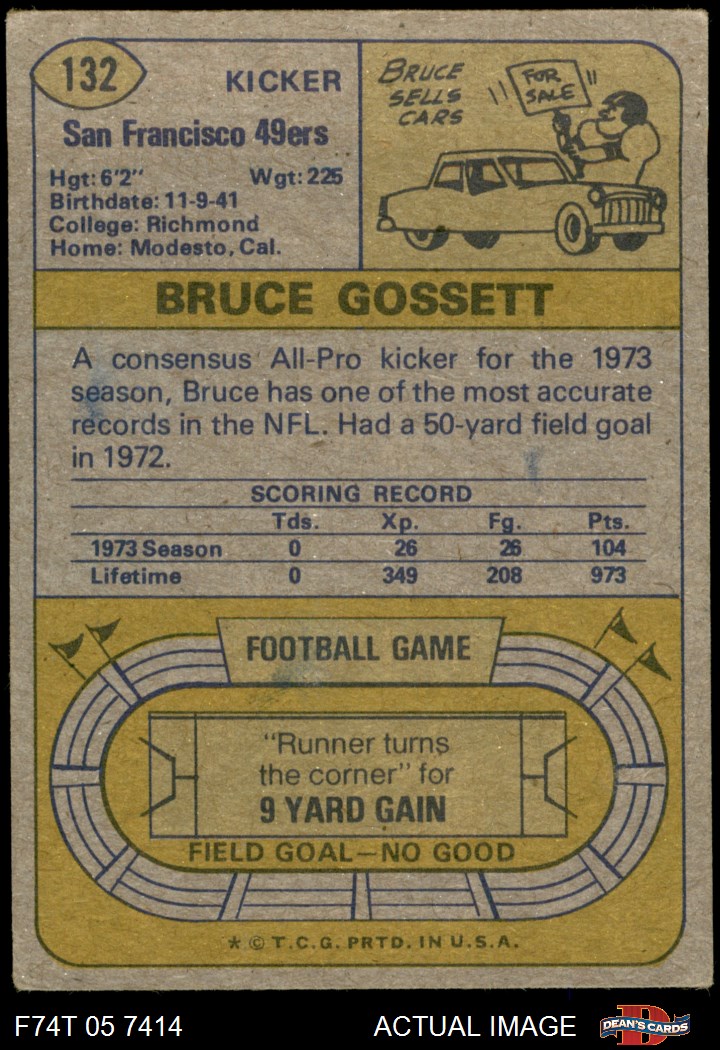 132
KICKER
San Francisco 49ers
Hgt: 6'2" Wgt: 225
Birthdate: 11-9-41
College: Richmond
Home: Modesto, Cal.
BRUCE
SELLS
CARS
FOR
SALE
BRUCE GOSSETT
A consensus All-Pro kicker for the 1973
season, Bruce has one of the most accurate
records in the NFL. Had a 50-yard field goal
in 1972.
SCORING RECORD
Tds. Xp. Fg. Pts.
1973 Season 0 26 26 104
Lifetime 0 349 208 973
FOOTBALL GAME
"Runner turns
the corner" for
9 YARD GAIN
FIELD GOAL—NO GOOD
* © T.C.G. PRTD. IN U.S.A.
F74T 05 7414 ACTUAL IMAGE
DEAN'S CARDS